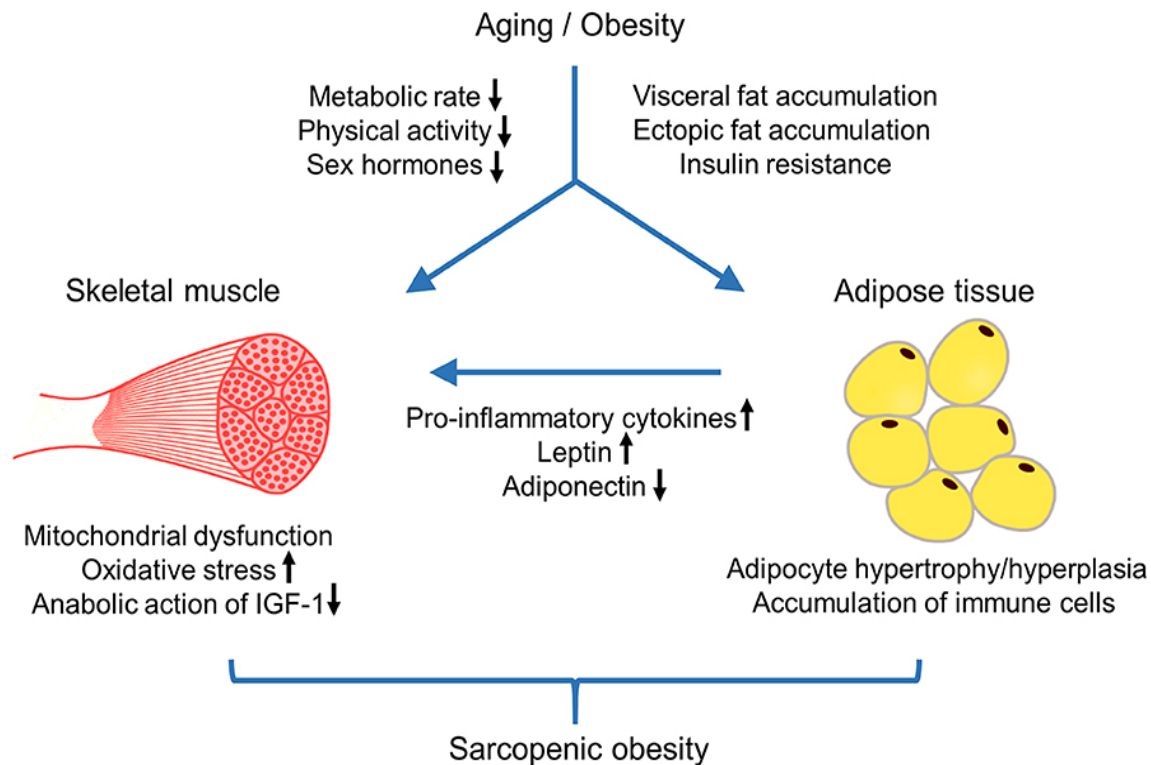 Aging / Obesity
Metabolic rate ↓
Physical activity ↓
Sex hormones ↓
Visceral fat accumulation
Ectopic fat accumulation
Insulin resistance
Skeletal muscle
Adipose tissue
Pro-inflammatory cytokines ↑
Leptin ↑
Adiponectin ↓
Mitochondrial dysfunction
Oxidative stress ↑
Anabolic action of IGF-1 ↓
Adipocyte hypertrophy/hyperplasia
Accumulation of immune cells
Sarcopenic obesity